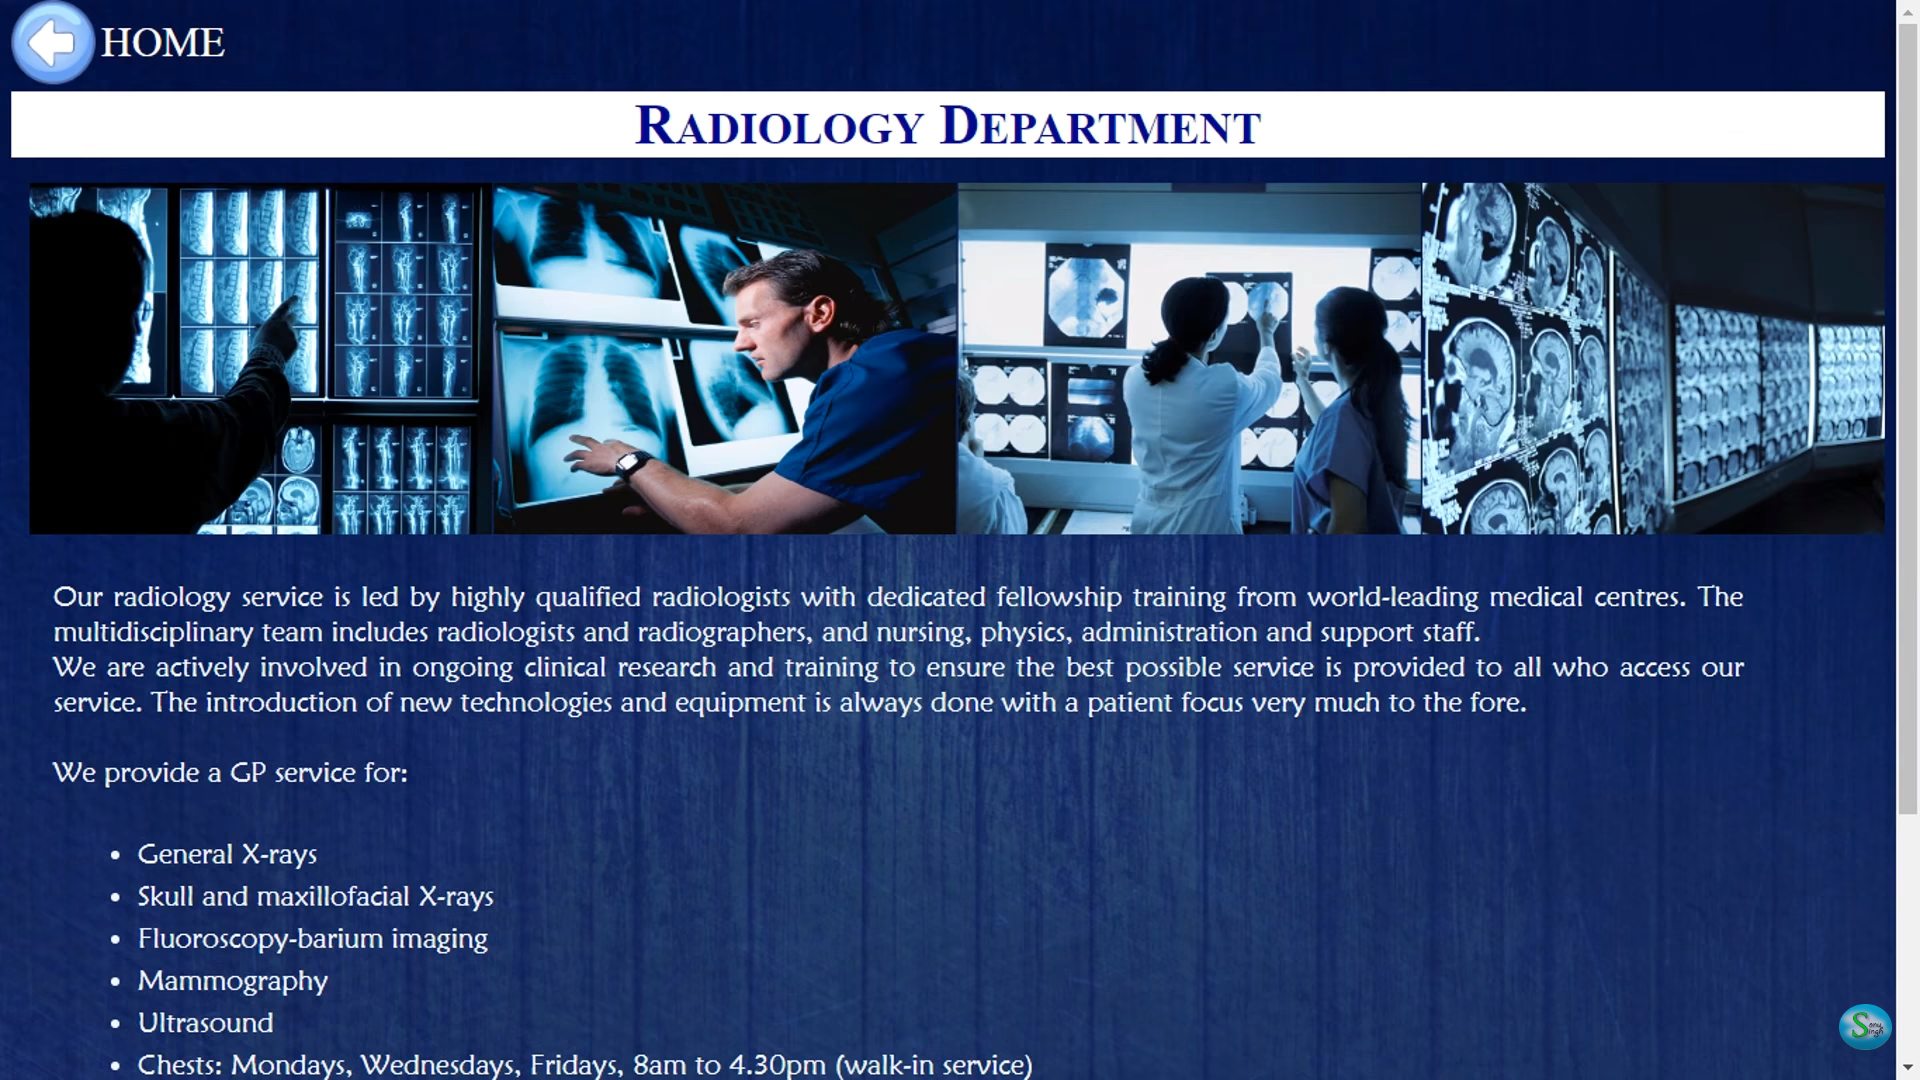 HOME
RADIOLOGY DEPARTMENT
Our radiology service is led by highly qualified radiologists with dedicated fellowship training from world-leading medical centres. The
multidisciplinary team includes radiologists and radiographers, and nursing, physics, administration and support staff.
We are actively involved in ongoing clinical research and training to ensure the best possible service is provided to all who access our
service. The introduction of new technologies and equipment is always done with a patient focus very much to the fore.
We provide a GP service for:
• General X-rays
• Skull and maxillofacial X-rays
• Fluoroscopy-barium imaging
• Mammography
• Ultrasound
• Chests: Mondays, Wednesdays, Fridays, 8am to 4.30pm (walk-in service)